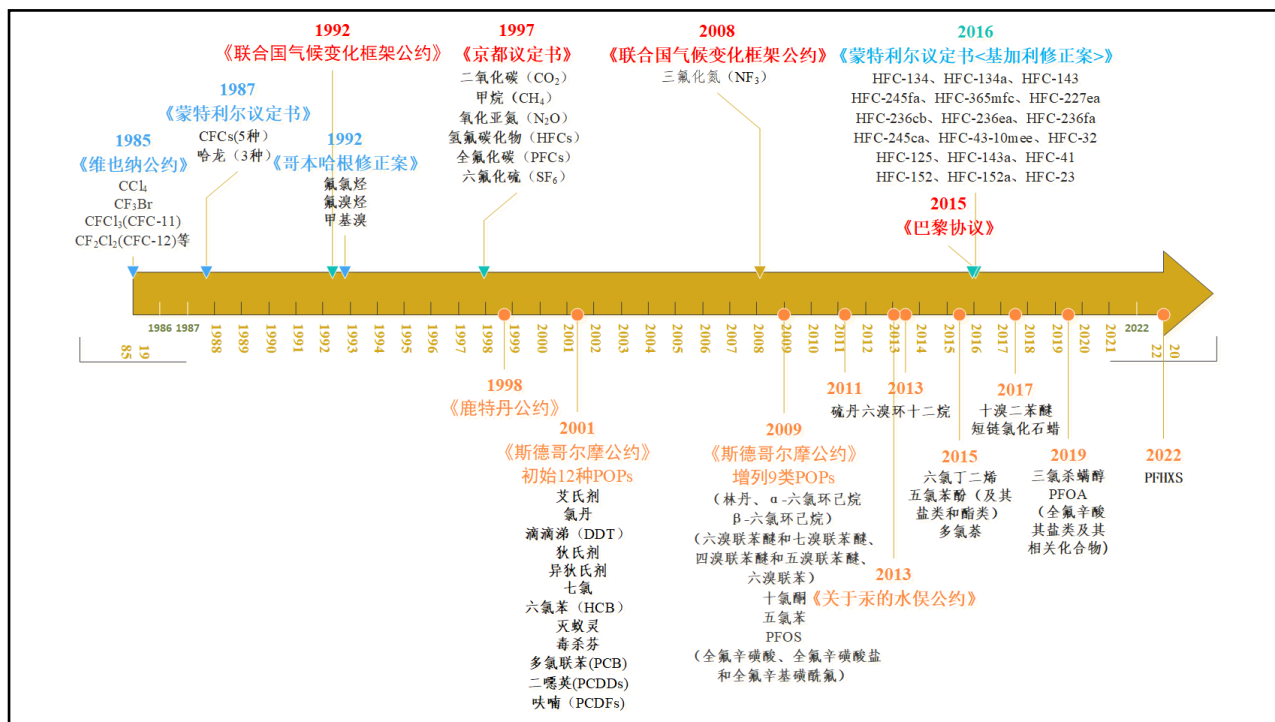 1985
《维也纳公约》
CCl₄
CF₃Br
CFCl₃(CFC-11)
CF₂Cl₂(CFC-12)等
1987
《蒙特利尔议定书》
CFCs(5种)
哈龙（3种）
1992
《联合国气候变化框架公约》
1992
《哥本哈根修正案》
氟氯烃
氟溴烃
甲基溴
1997
《京都议定书》
二氧化碳（CO₂）
甲烷（CH₄）
氧化亚氮（N₂O）
氢氟碳化物（HFCs）
全氟化碳（PFCs）
六氟化硫（SF₆）
2008
《联合国气候变化框架公约》
三氟化氮（NF₃）
2016
《蒙特利尔议定书<基加利修正案>》
HFC-134、HFC-134a、HFC-143
HFC-245fa、HFC-365mfc、HFC-227ea
HFC-236cb、HFC-236ea、HFC-236fa
HFC-245ca、HFC-43-10mee、HFC-32
HFC-125、HFC-143a、HFC-41
HFC-152、HFC-152a、HFC-23
2015
《巴黎协议》
1986
1987
1988
1989
1990
1991
1992
1993
1994
1995
1996
1997
1998
1999
2000
2001
2002
2003
2004
2005
2006
2007
2008
2009
2010
2011
2012
2013
2014
2015
2016
2017
2018
2019
2020
2021
2022
19
85
20
22
1998
《鹿特丹公约》
2001
《斯德哥尔摩公约》
初始12种POPs
艾氏剂
氯丹
滴滴涕（DDT）
狄氏剂
异狄氏剂
七氯
六氯苯（HCB）
灭蚁灵
毒杀芬
多氯联苯(PCB)
二噁英(PCDDs)
呋喃（PCDFs)
2009
《斯德哥尔摩公约》
增列9类POPs
（林丹、α-六氯环己烷
β-六氯环己烷）
（六溴联苯醚和七溴联苯醚、
四溴联苯醚和五溴联苯醚、
六溴联苯）
十氯酮
五氯苯
PFOS
（全氟辛磺酸、全氟辛磺酸盐
和全氟辛基磺酰氟）
2011
硫丹
2013
六溴环十二烷
2013
《关于汞的水俣公约》
2015
六氯丁二烯
五氯苯酚（及其
盐类和酯类）
多氯萘
2017
十溴二苯醚
短链氯化石蜡
2019
三氯杀螨醇
PFOA
（全氟辛酸
其盐类及其
相关化合物）
2022
PFHXS